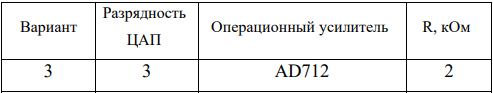 Вариант Разрядность ЦАП Операционный усилитель R, кОм
3 3 AD712 2